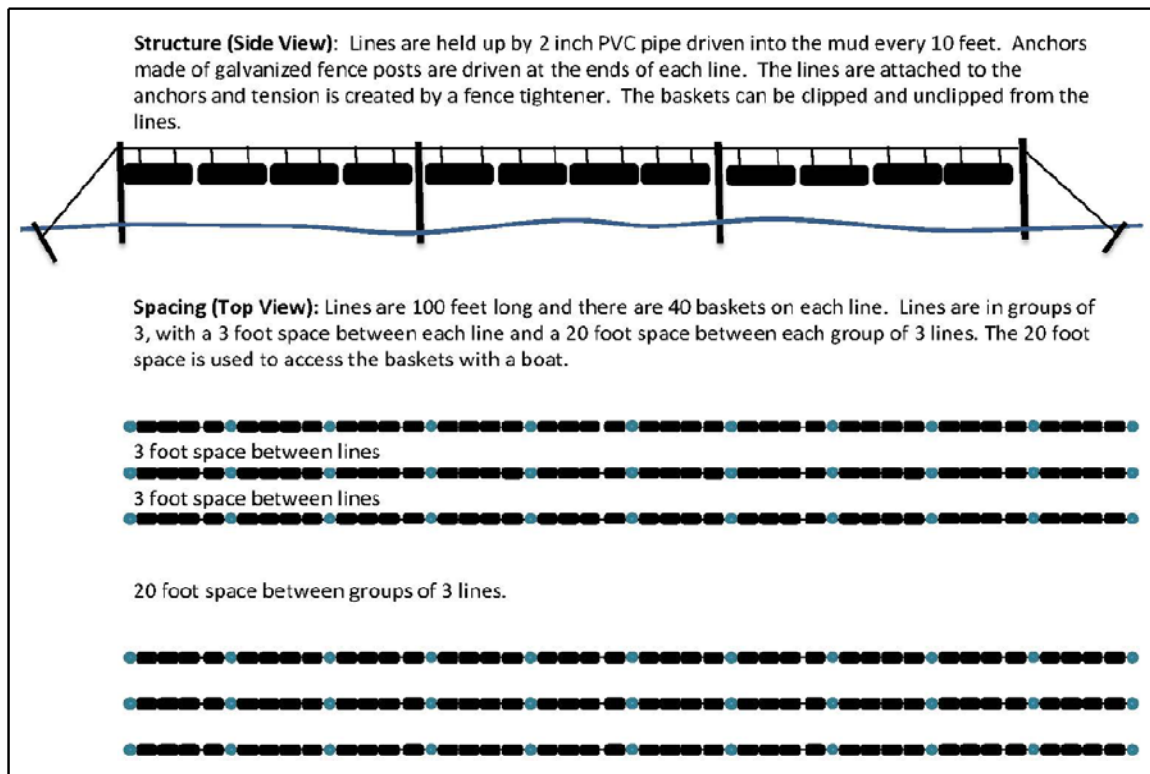 Structure (Side View): Lines are held up by 2 inch PVC pipe driven into the mud every 10 feet. Anchors
made of galvanized fence posts are driven at the ends of each line. The lines are attached to the
anchors and tension is created by a fence tightener. The baskets can be clipped and unclipped from the
lines.
Spacing (Top View): Lines are 100 feet long and there are 40 baskets on each line. Lines are in groups of
3, with a 3 foot space between each line and a 20 foot space between each group of 3 lines. The 20 foot
space is used to access the baskets with a boat.
3 foot space between lines
3 foot space between lines
20 foot space between groups of 3 lines.